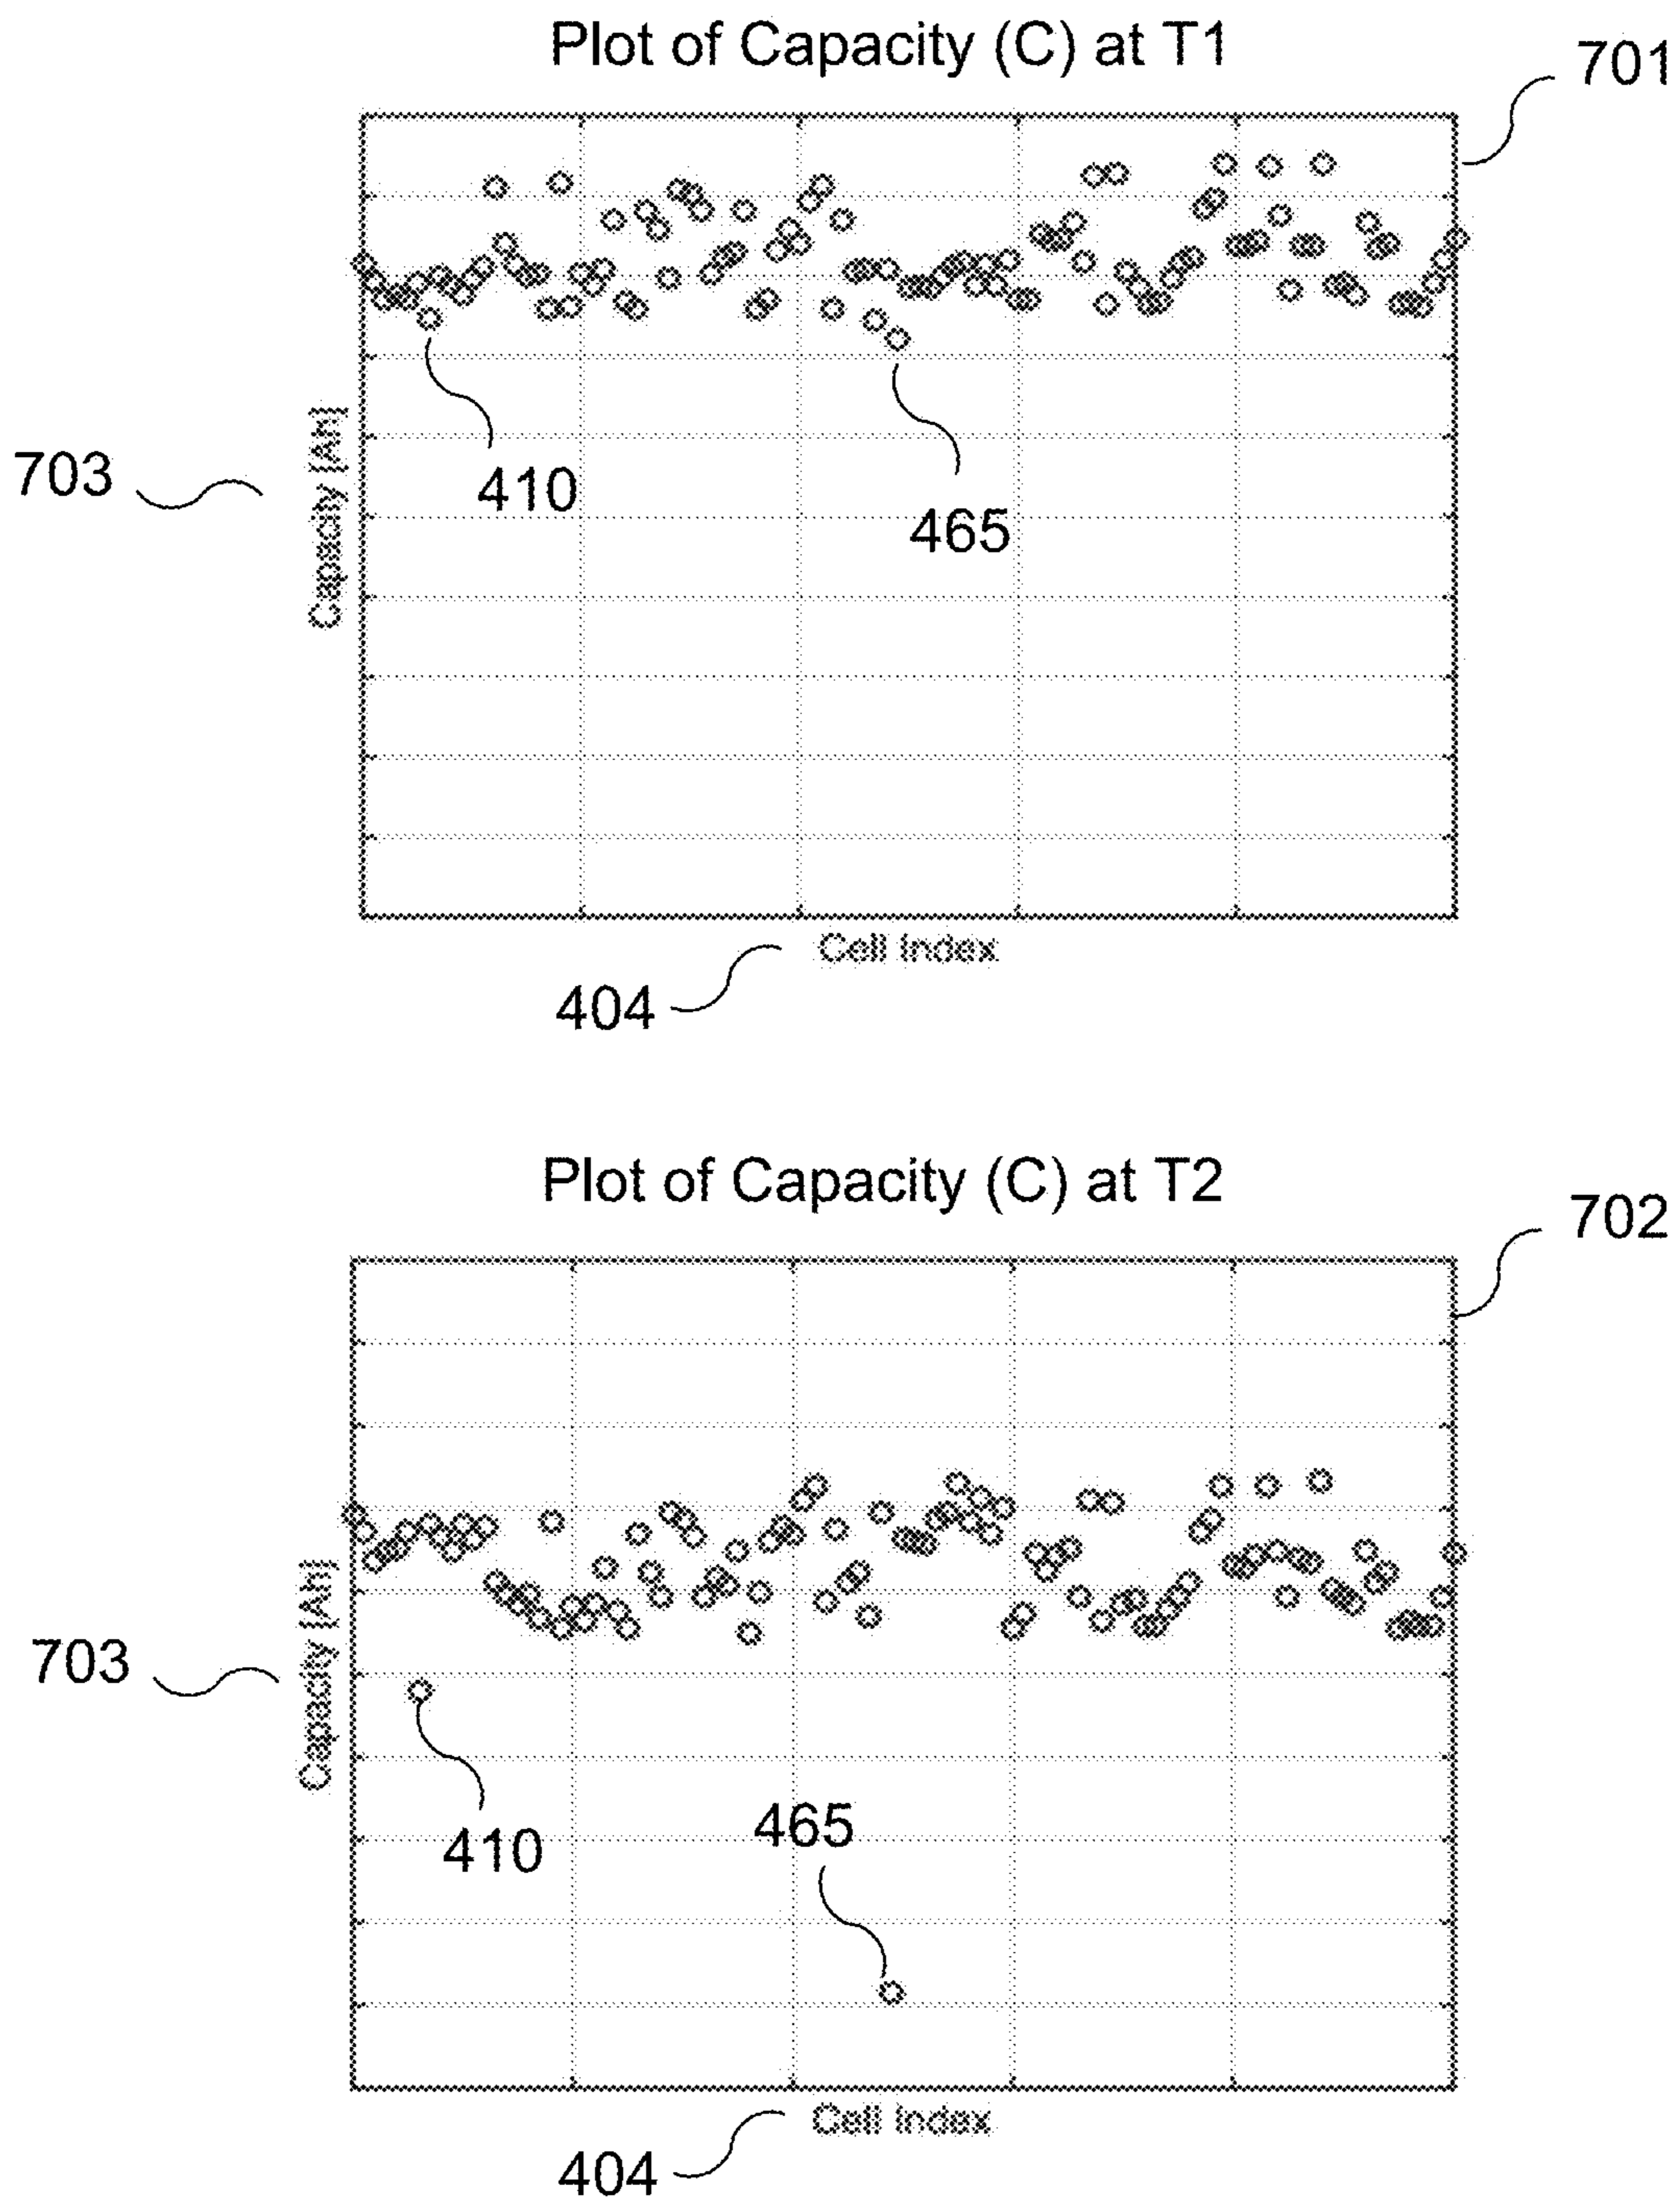 Plot of Capacity (C) at T1
701
703
Capacity [Ah]
410
465
Cell Index
404
Plot of Capacity (C) at T2
702
703
Capacity [Ah]
410
465
Cell Index
404